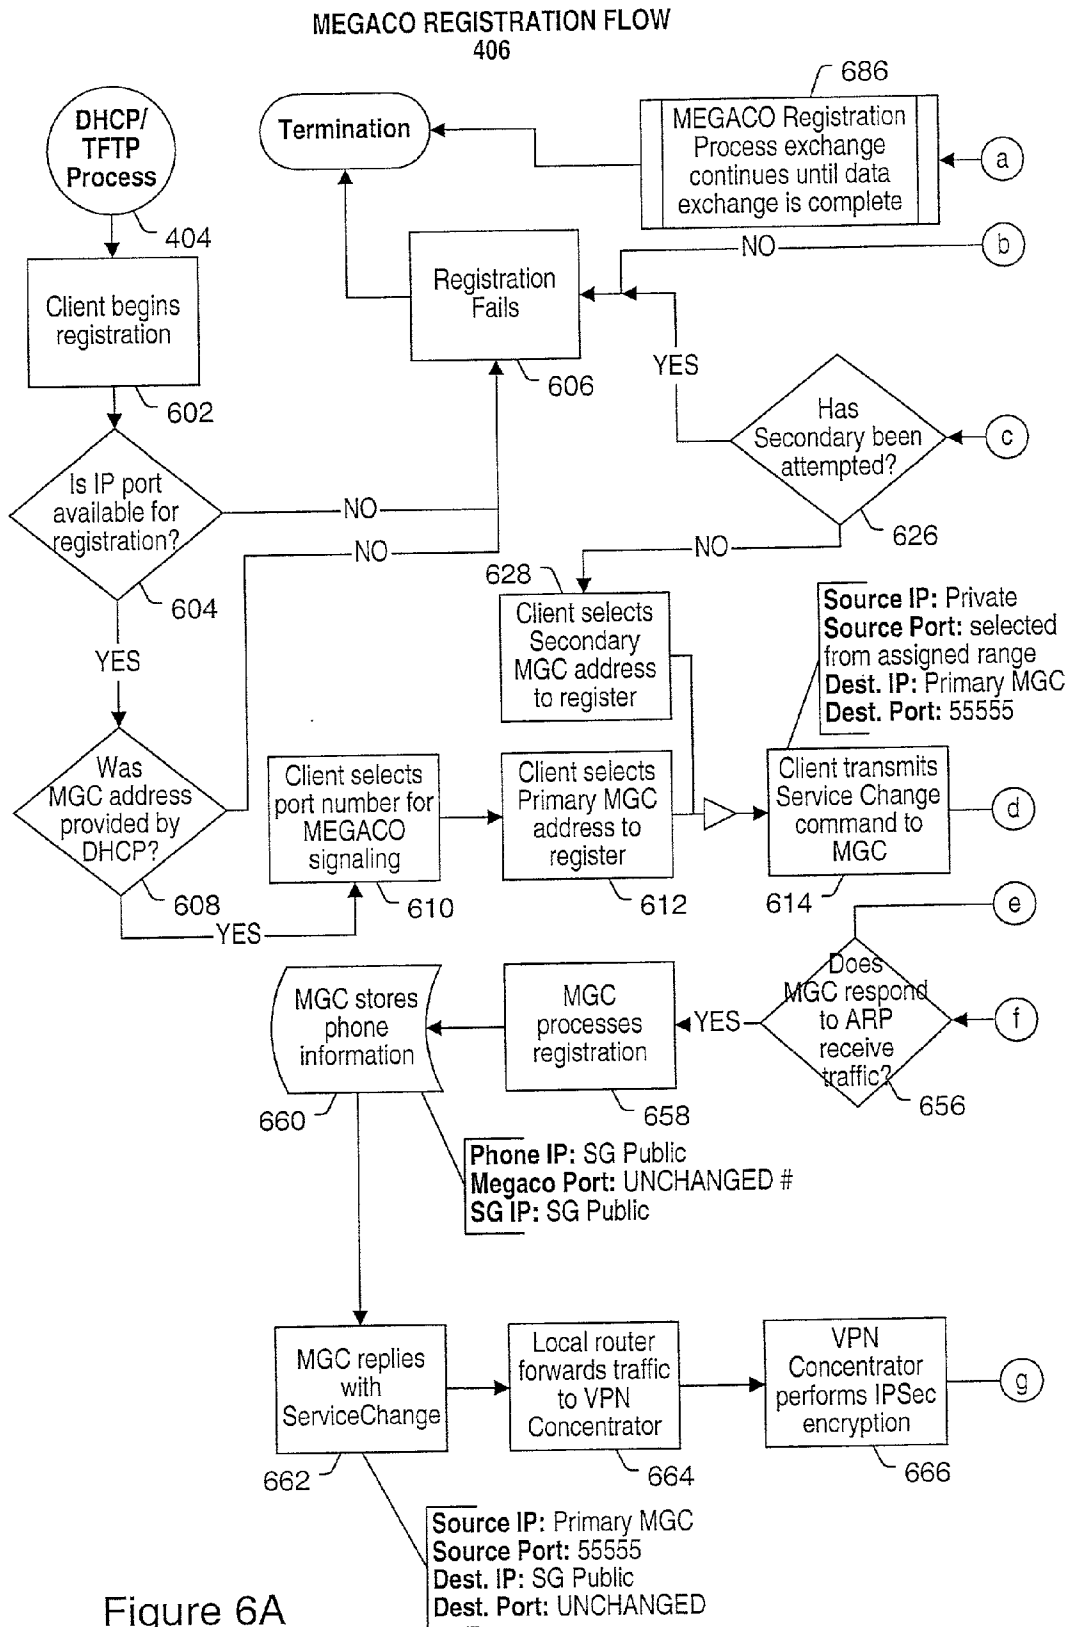 MEGACO REGISTRATION FLOW
406
DHCP/
TFTP
Process
404
Termination
686
MEGACO Registration
Process exchange
continues until data
exchange is complete
a
b
NO
Client begins
registration
602
Registration
Fails
606
YES
Has
Secondary been
attempted?
626
c
Is IP port
available for
registration?
604
NO
NO
NO
YES
628
Client selects
Secondary
MGC address
to register
Source IP: Private
Source Port: selected
from assigned range
Dest. IP: Primary MGC
Dest. Port: 55555
Was
MGC address
provided by
DHCP?
608
YES
Client selects
port number for
MEGACO
signaling
610
Client selects
Primary MGC
address to
register
612
Client transmits
Service Change
command to
MGC
614
d
e
Does
MGC respond
to ARP
receive
traffic?
656
f
YES
MGC
processes
registration
658
MGC stores
phone
information
660
Phone IP: SG Public
Megaco Port: UNCHANGED #
SG IP: SG Public
MGC replies
with
ServiceChange
662
Local router
forwards traffic
to VPN
Concentrator
664
VPN
Concentrator
performs IPSec
encryption
666
g
Source IP: Primary MGC
Source Port: 55555
Dest. IP: SG Public
Dest. Port: UNCHANGED
Figure 6A